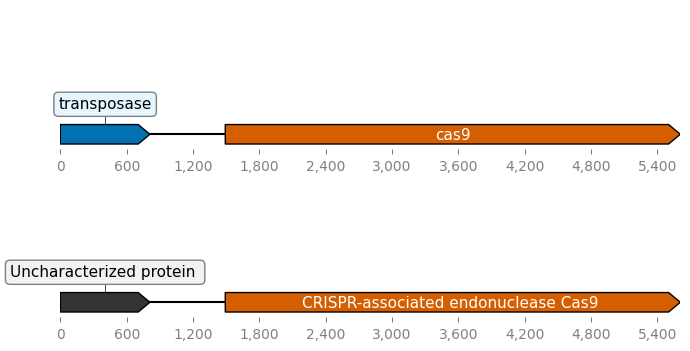 transposase
cas9
0 600 1,200 1,800 2,400 3,000 3,600 4,200 4,800 5,400
Uncharacterized protein
CRISPR-associated endonuclease Cas9
0 600 1,200 1,800 2,400 3,000 3,600 4,200 4,800 5,400